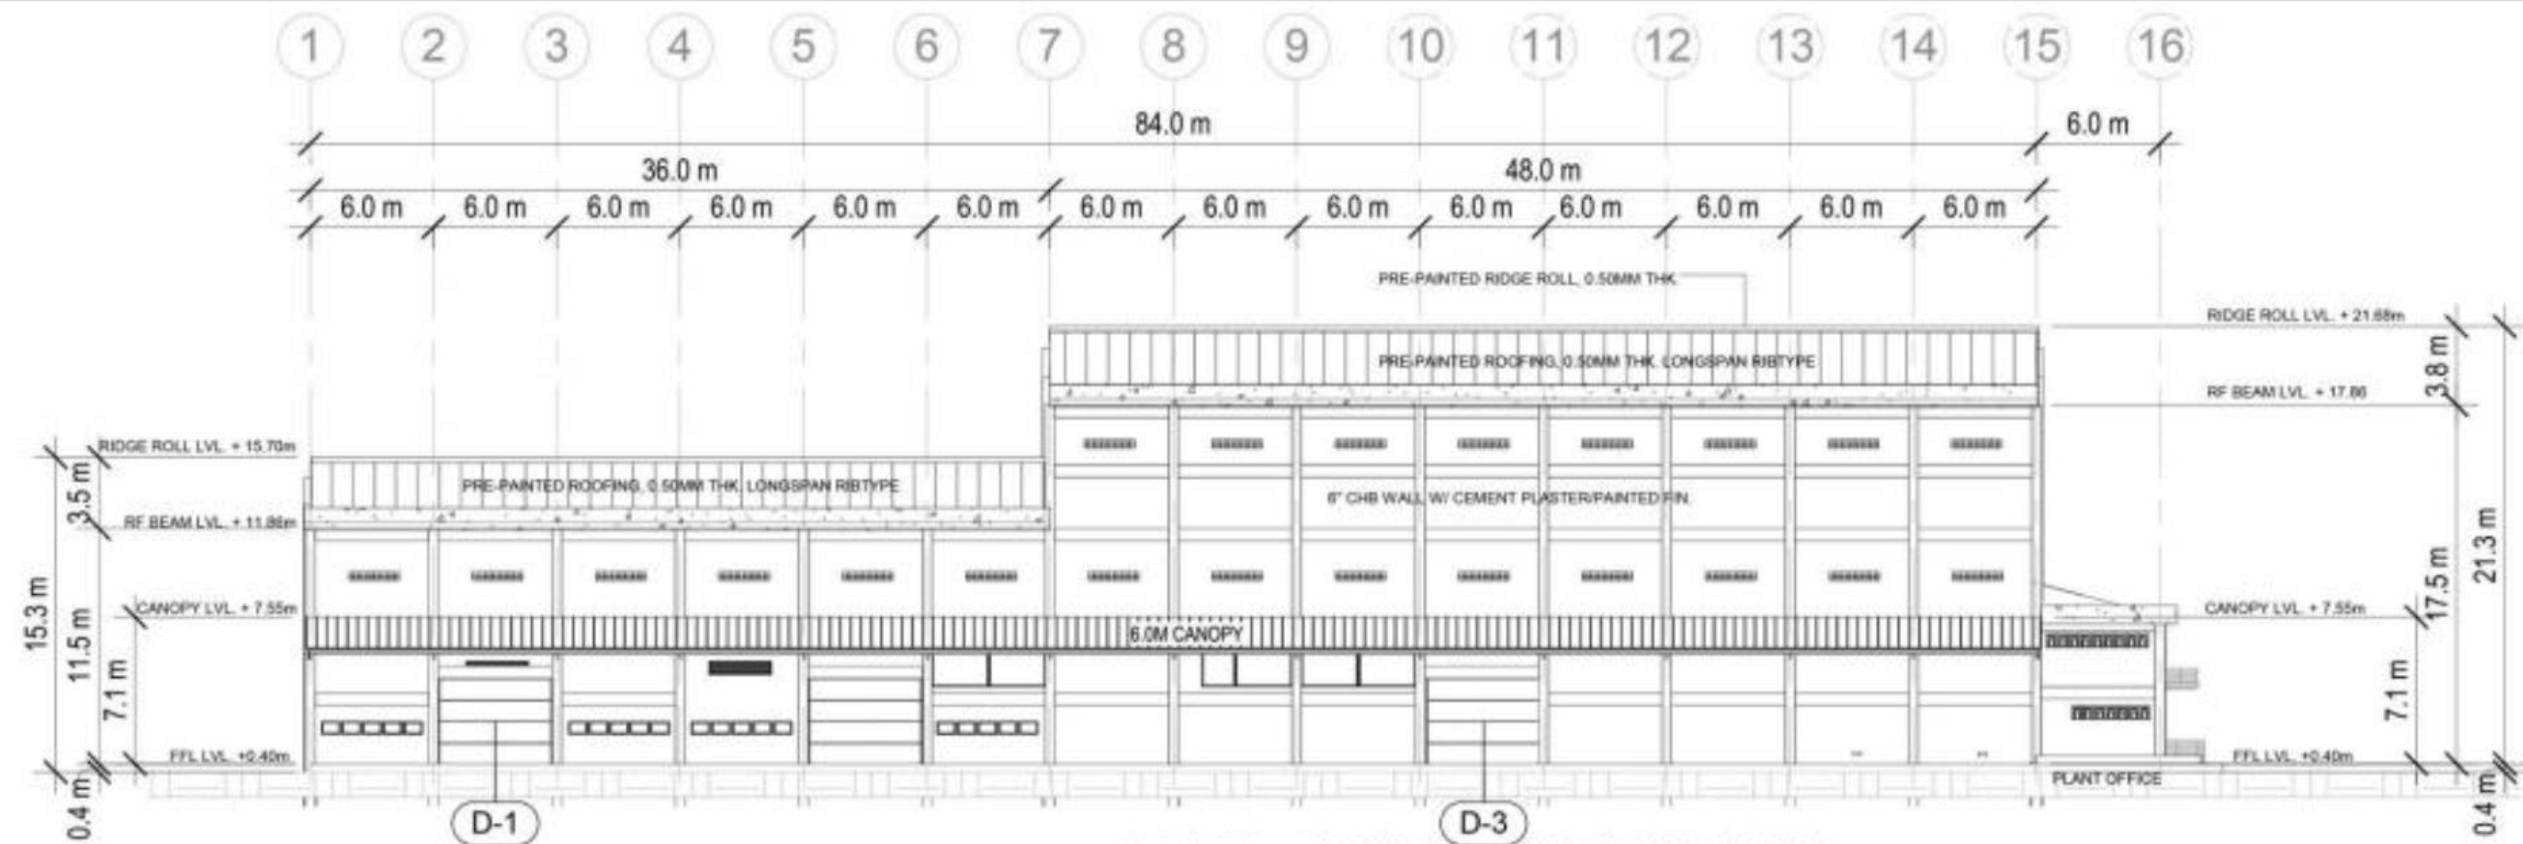 1 2 3 4 5 6 7 8 9 10 11 12 13 14 15 16
84.0 m 6.0 m
36.0 m 48.0 m
6.0 m 6.0 m 6.0 m 6.0 m 6.0 m 6.0 m 6.0 m 6.0 m 6.0 m 6.0 m 6.0 m 6.0 m 6.0 m 6.0 m
PRE-PAINTED RIDGE ROLL, 0.50MM THK.
RIDGE ROLL LVL. + 21.68m
PRE-PAINTED ROOFING, 0.50MM THK. LONGSPAN RIBTYPE
3.8 m
RF BEAM LVL. + 17.86
RIDGE ROLL LVL. + 15.70m
3.5 m
PRE-PAINTED ROOFING, 0.50MM THK. LONGSPAN RIBTYPE
6" CHB WALL W/ CEMENT PLASTER/PAINTED FIN.
RF BEAM LVL. + 11.86m
21.3 m
17.5 m
15.3 m
11.5 m
CANOPY LVL. + 7.55m
CANOPY LVL. + 7.55m
6.0M CANOPY
7.1 m
7.1 m
FFL LVL. +0.40m
FFL LVL. +0.40m
PLANT OFFICE
0.4 m
0.4 m
D-1
D-3